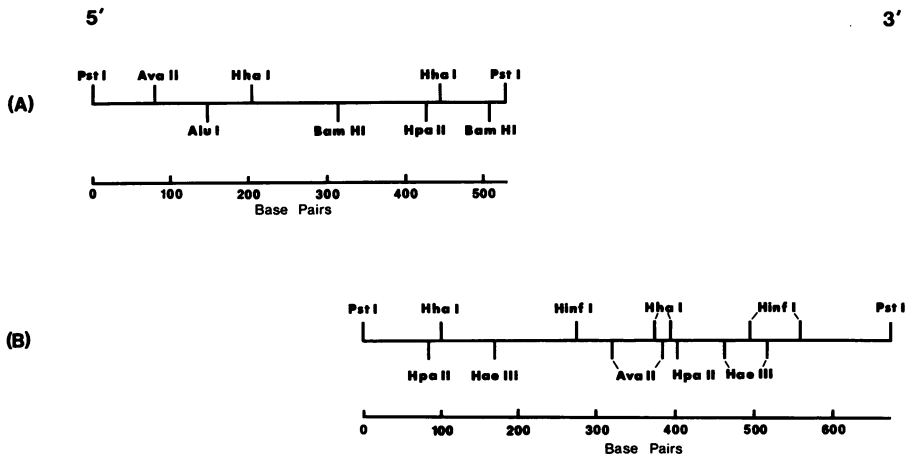 5′ 3′
Pst I Ava II Hha I Hha I Pst I
(A)
Alu I Bam HI Hpa II Bam HI
0 100 200 300 400 500
Base Pairs
Pst I Hha I Hinf I Hha I Hinf I Pst I
(B)
Hpa II Hae III Ava II Hpa II Hae III
0 100 200 300 400 500 600
Base Pairs